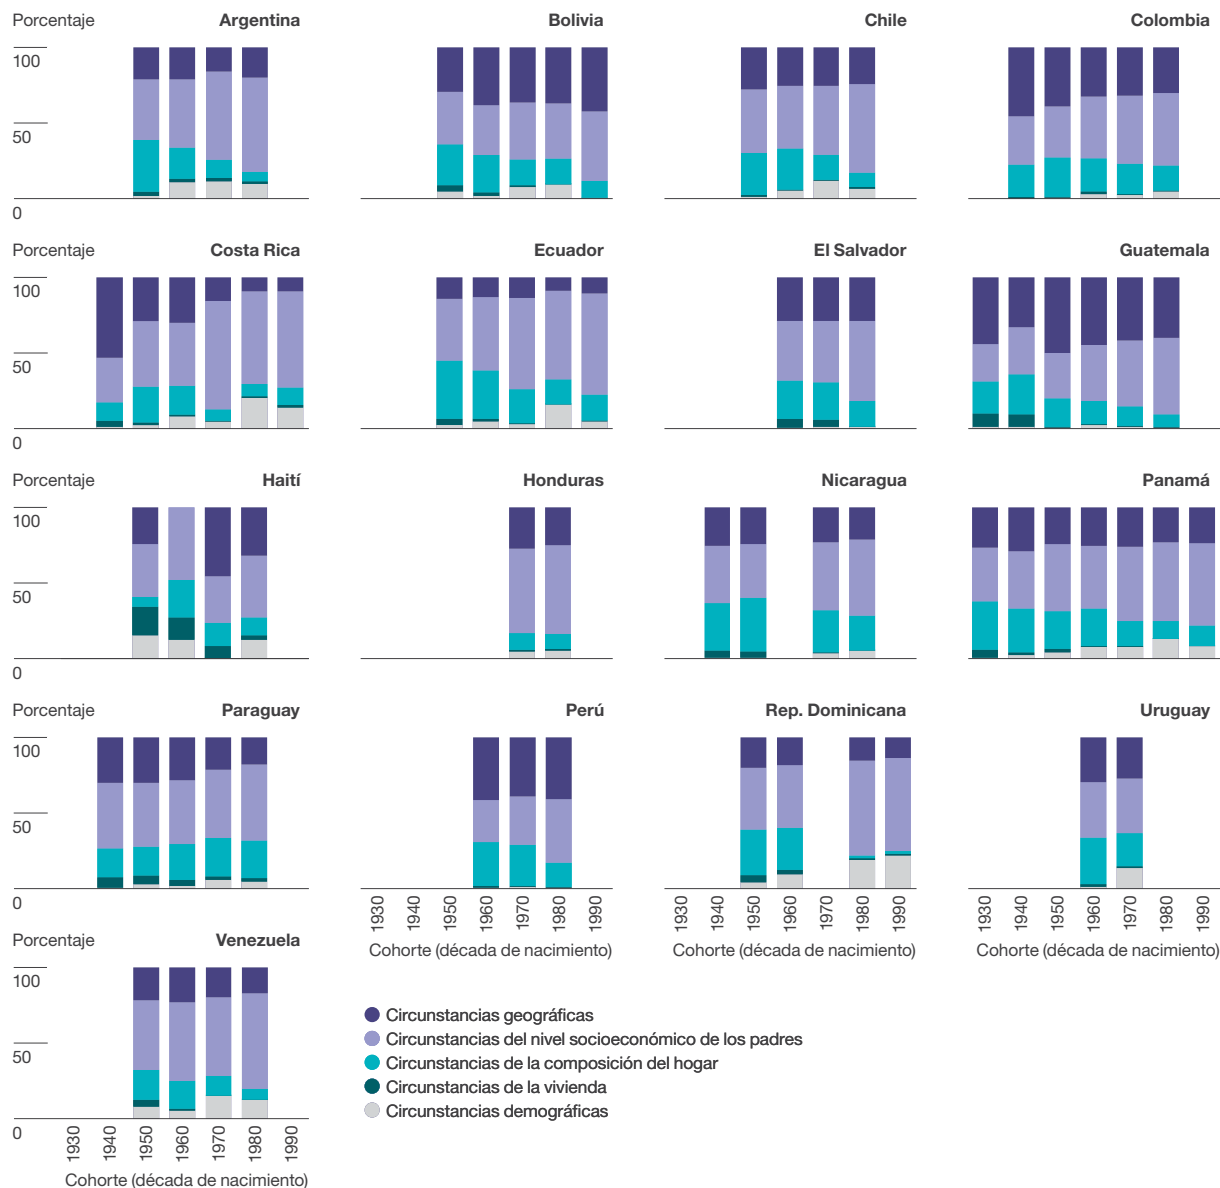 Porcentaje Argentina Bolivia Chile Colombia
100
50
0
Porcentaje Costa Rica Ecuador El Salvador Guatemala
100
50
0
Porcentaje Haití Honduras Nicaragua Panamá
100
50
0
Porcentaje Paraguay Perú Rep. Dominicana Uruguay
100
50
0
1930 1940 1950 1960 1970 1980 1990 1930 1940 1950 1960 1970 1980 1990 1930 1940 1950 1960 1970 1980 1990
Cohorte (década de nacimiento) Cohorte (década de nacimiento) Cohorte (década de nacimiento)
Porcentaje Venezuela
100
50
0
1930 1940 1950 1960 1970 1980 1990
Cohorte (década de nacimiento)
Circunstancias geográficas
Circunstancias del nivel socioeconómico de los padres
Circunstancias de la composición del hogar
Circunstancias de la vivienda
Circunstancias demográficas